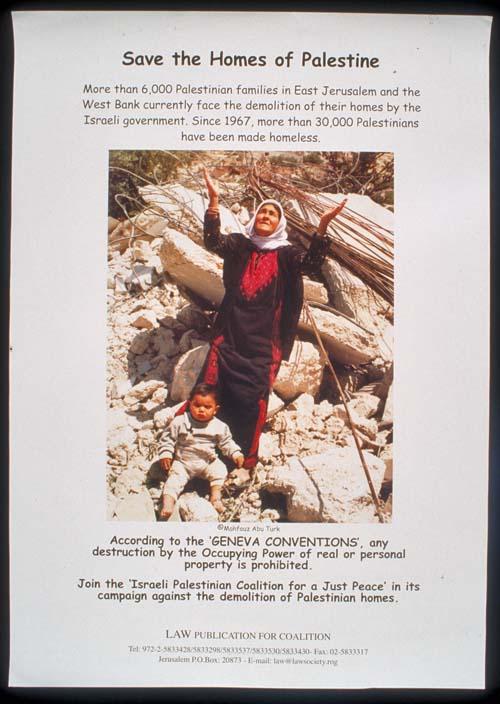 Save the Homes of Palestine
More than 6,000 Palestinian families in East Jerusalem and the
West Bank currently face the demolition of their homes by the
Israeli government. Since 1967, more than 30,000 Palestinians
have been made homeless.
©Mahfouz Abu Turk
According to the 'GENEVA CONVENTIONS', any
destruction by the Occupying Power of real or personal
property is prohibited.
Join the 'Israeli Palestinian Coalition for a Just Peace' in its
campaign against the demolition of Palestinian homes.
LAW PUBLICATION FOR COALITION
Tel: 972-2-5833428/5833298/5833537/5833530/5833430- Fax: 02-5833317
Jerusalem P.O.Box: 20873 - E-mail: law@lawsociety.rog